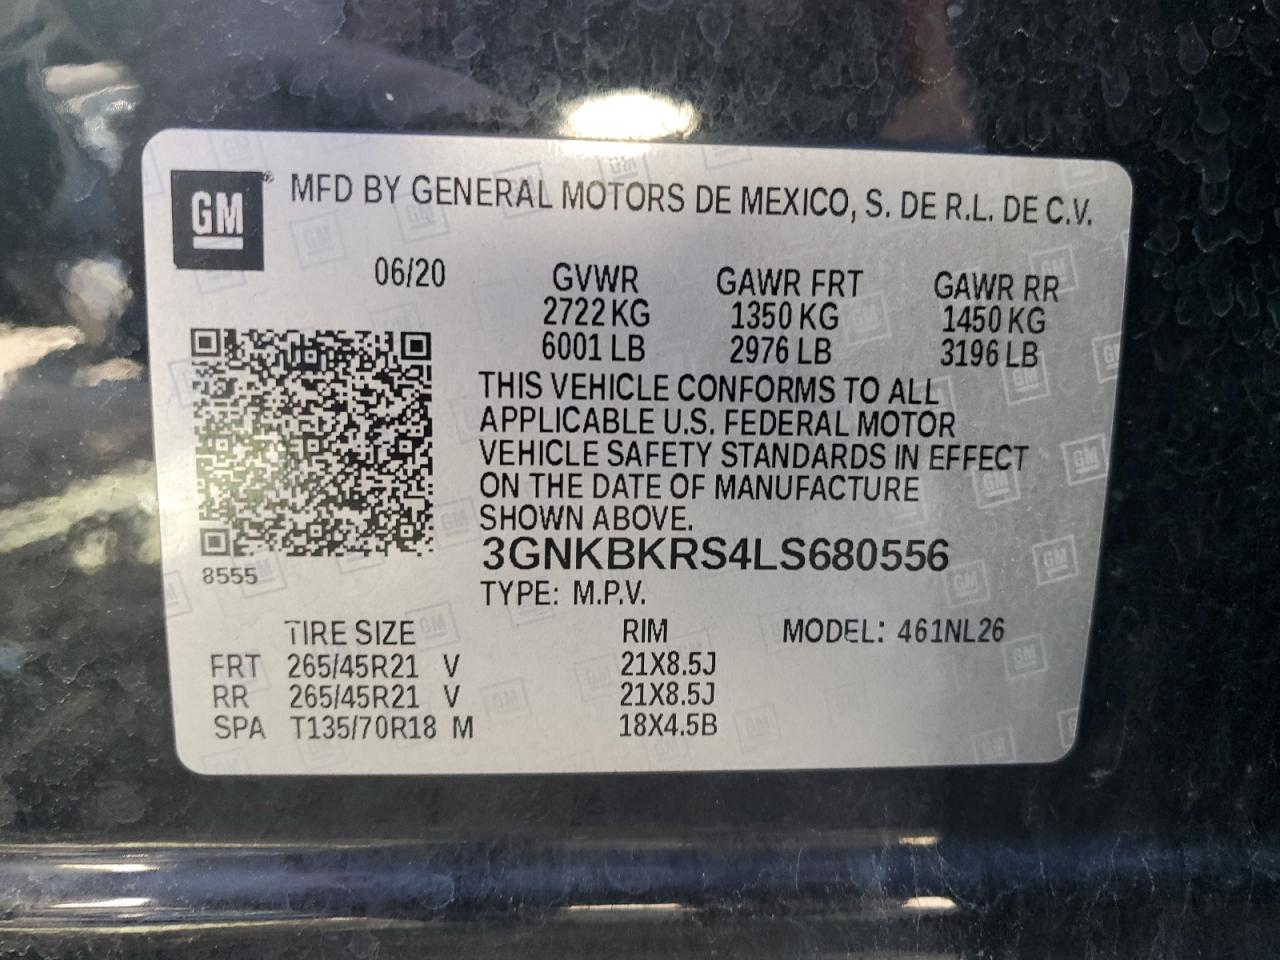 GM® MFD BY GENERAL MOTORS DE MEXICO, S. DE R.L. DE C.V.
06/20 GVWR GAWR FRT GAWR RR
2722 KG 1350 KG 1450 KG
6001 LB 2976 LB 3196 LB
THIS VEHICLE CONFORMS TO ALL
APPLICABLE U.S. FEDERAL MOTOR
VEHICLE SAFETY STANDARDS IN EFFECT
ON THE DATE OF MANUFACTURE
SHOWN ABOVE.
3GNKBKRS4LS680556
8555
TYPE: M.P.V.
TIRE SIZE RIM MODEL: 461NL26
FRT 265/45R21 V 21X8.5J
RR 265/45R21 V 21X8.5J
SPA T135/70R18 M 18X4.5B